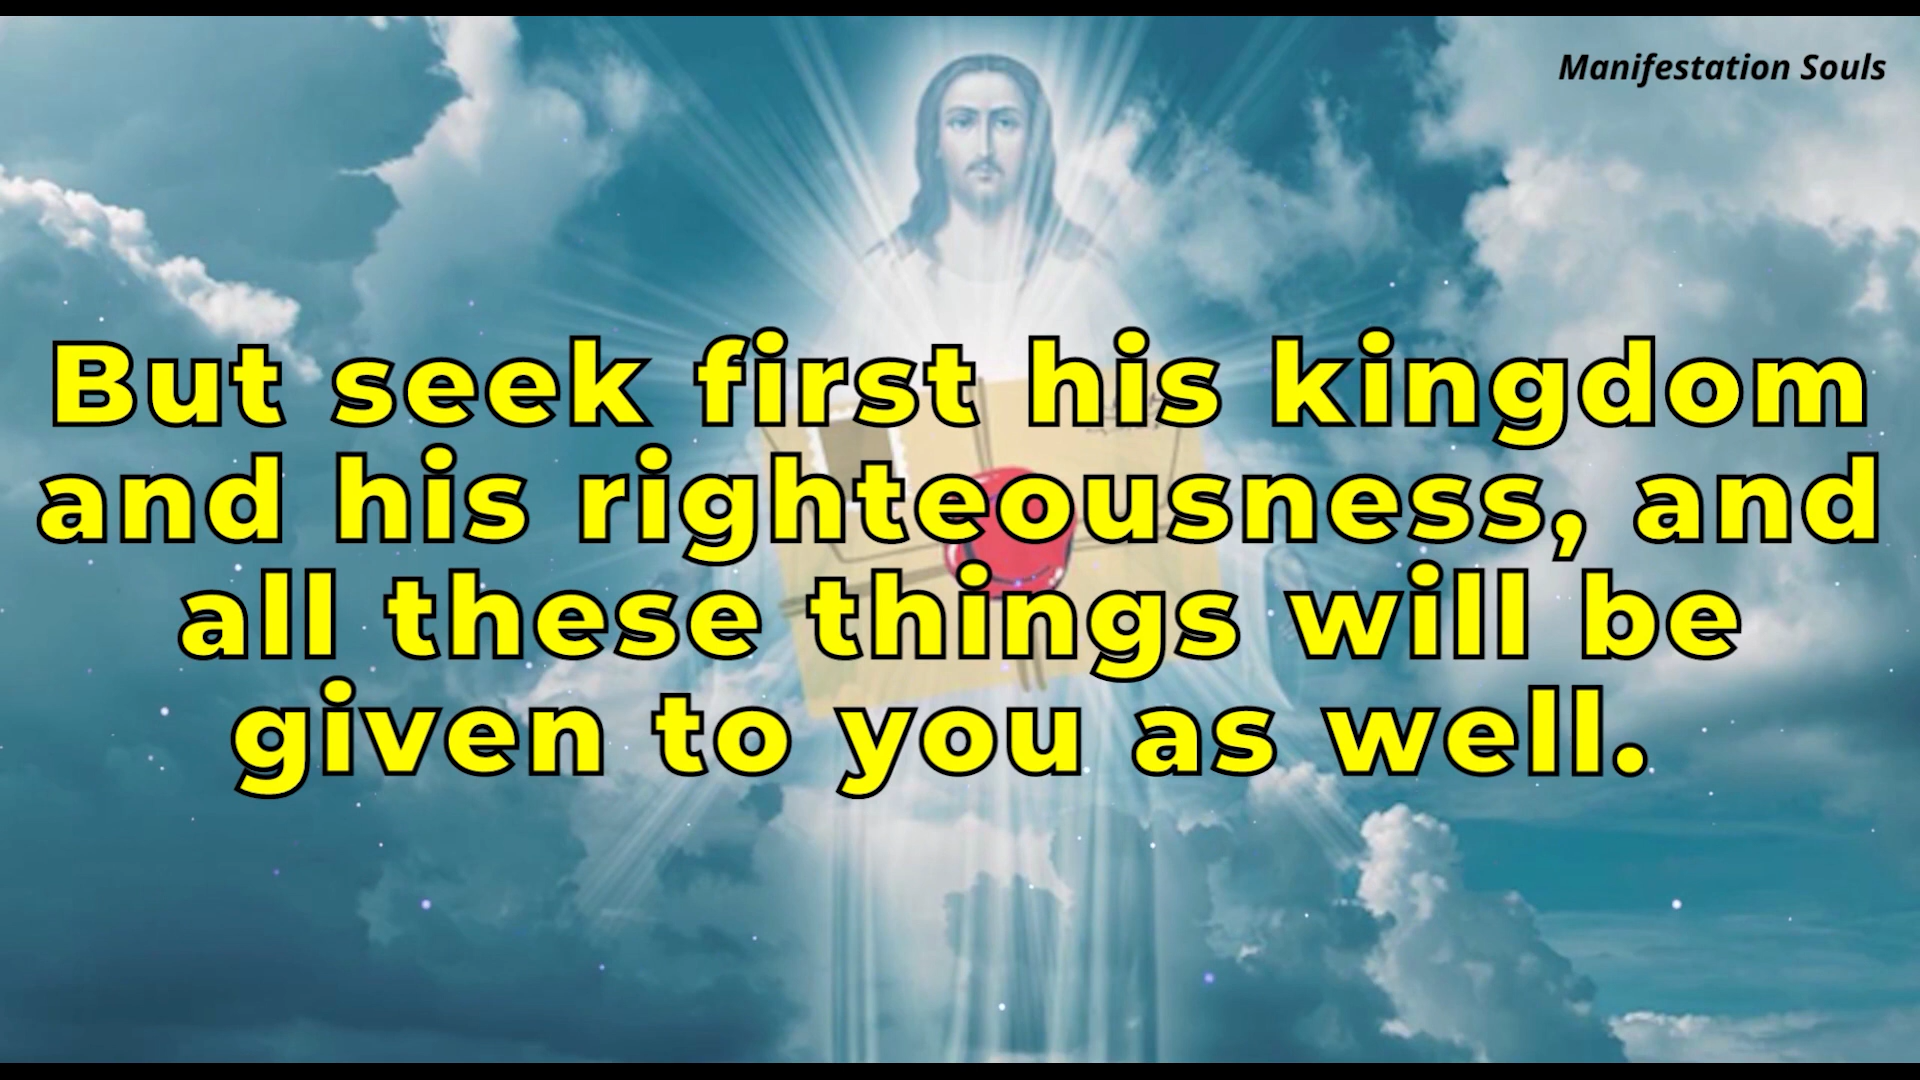 Manifestation Souls
But seek first his kingdom
and his righteousness, and
all these things will be
given to you as well.